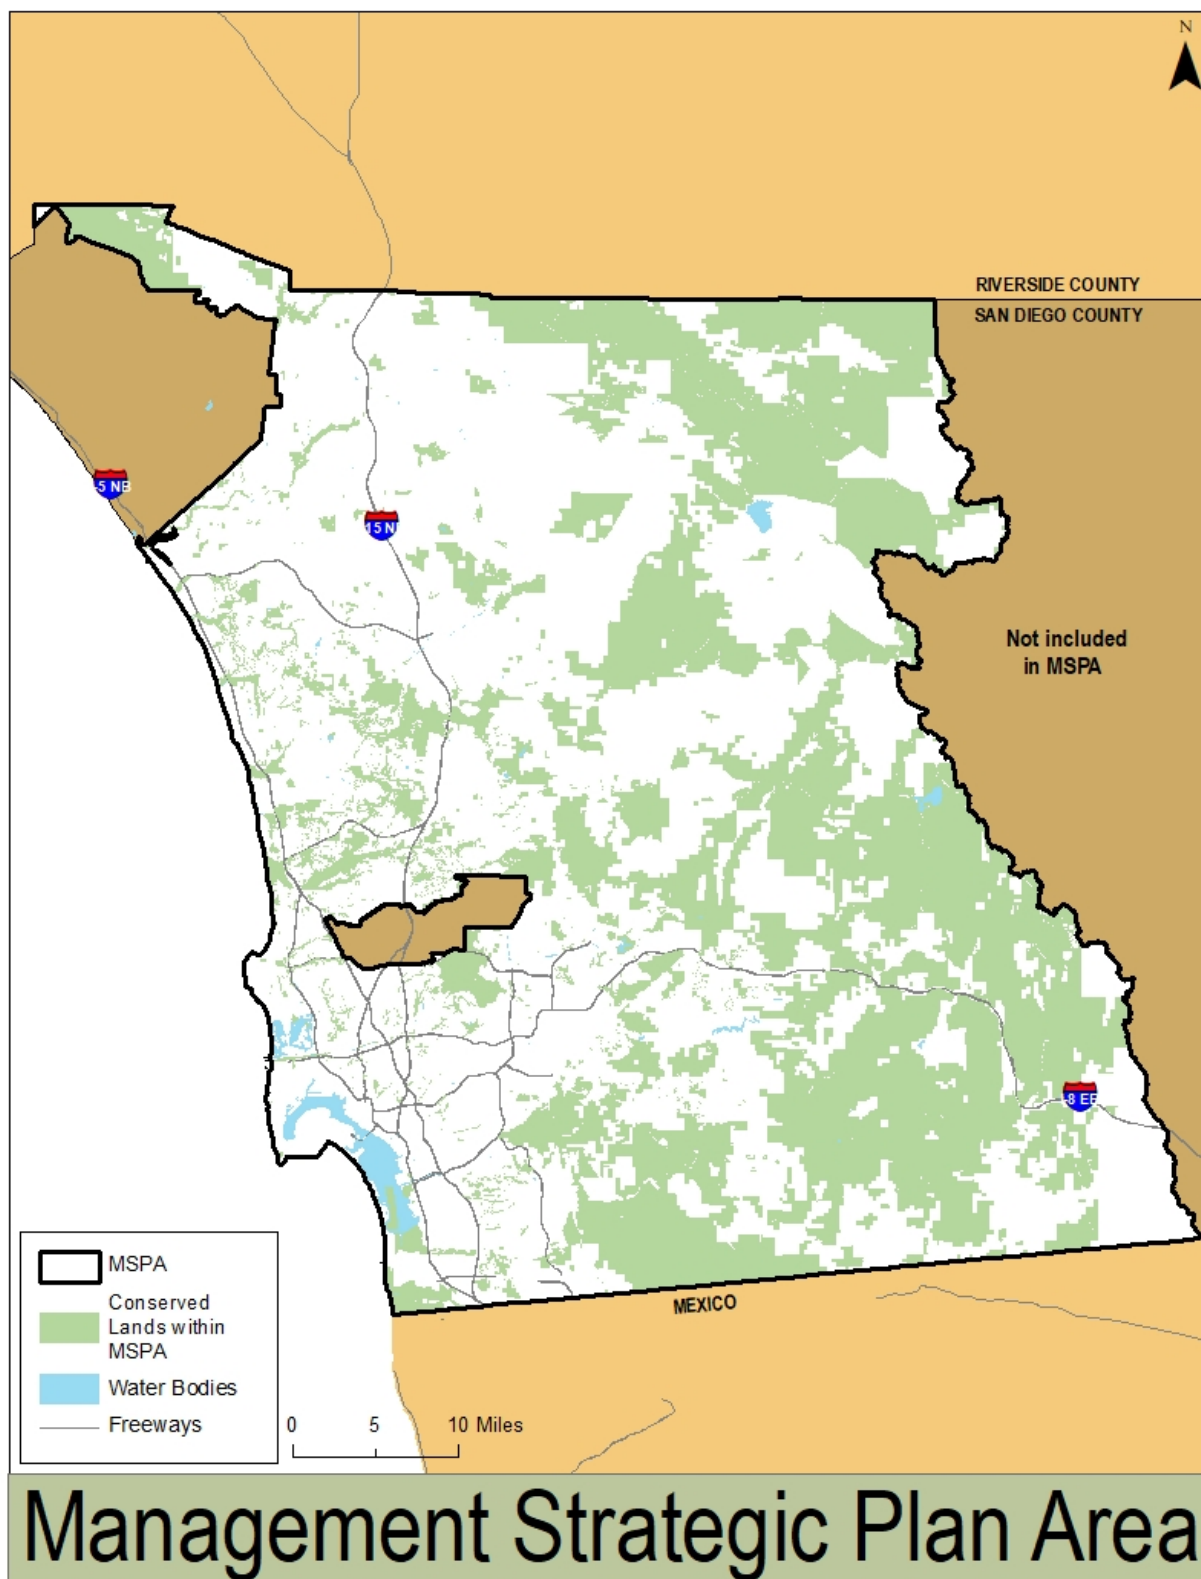 N
RIVERSIDE COUNTY
SAN DIEGO COUNTY
-5 NB
15 N
Not included
in MSPA
-8 EB
MEXICO
MSPA
Conserved
Lands within
MSPA
Water Bodies
Freeways
0 5 10 Miles
Management Strategic Plan Area